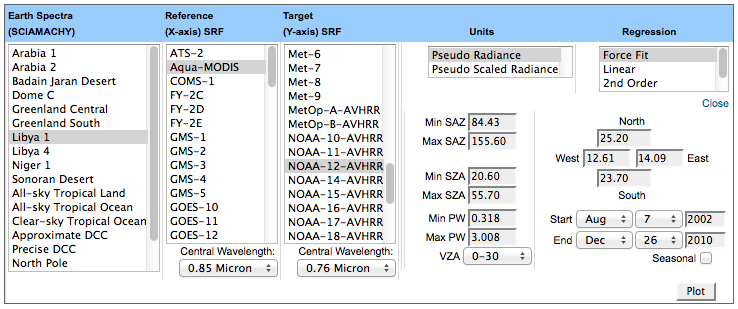 Earth Spectra
(SCIAMACHY)
Arabia 1
Arabia 2
Badain Jaran Desert
Dome C
Greenland Central
Greenland South
Libya 1
Libya 4
Niger 1
Sonoran Desert
All-sky Tropical Land
All-sky Tropical Ocean
Clear-sky Tropical Ocean
Approximate DCC
Precise DCC
North Pole
Reference
(X-axis) SRF
ATS-2
Aqua-MODIS
COMS-1
FY-2C
FY-2D
FY-2E
GMS-1
GMS-2
GMS-3
GMS-4
GMS-5
GOES-10
GOES-11
GOES-12
Central Wavelength:
0.85 Micron
Target
(Y-axis) SRF
Met-6
Met-7
Met-8
Met-9
MetOp-A-AVHRR
MetOp-B-AVHRR
NOAA-10-AVHRR
NOAA-11-AVHRR
NOAA-12-AVHRR
NOAA-14-AVHRR
NOAA-15-AVHRR
NOAA-16-AVHRR
NOAA-17-AVHRR
NOAA-18-AVHRR
Central Wavelength:
0.76 Micron
Units
Pseudo Radiance
Pseudo Scaled Radiance
Regression
Force Fit
Linear
2nd Order
Close
Min SAZ 84.43
Max SAZ 155.60
Min SZA 20.60
Max SZA 55.70
Min PW 0.318
Max PW 3.008
VZA 0-30
North
25.20
West 12.61 14.09 East
23.70
South
Start Aug 7 2002
End Dec 26 2010
Seasonal
Plot